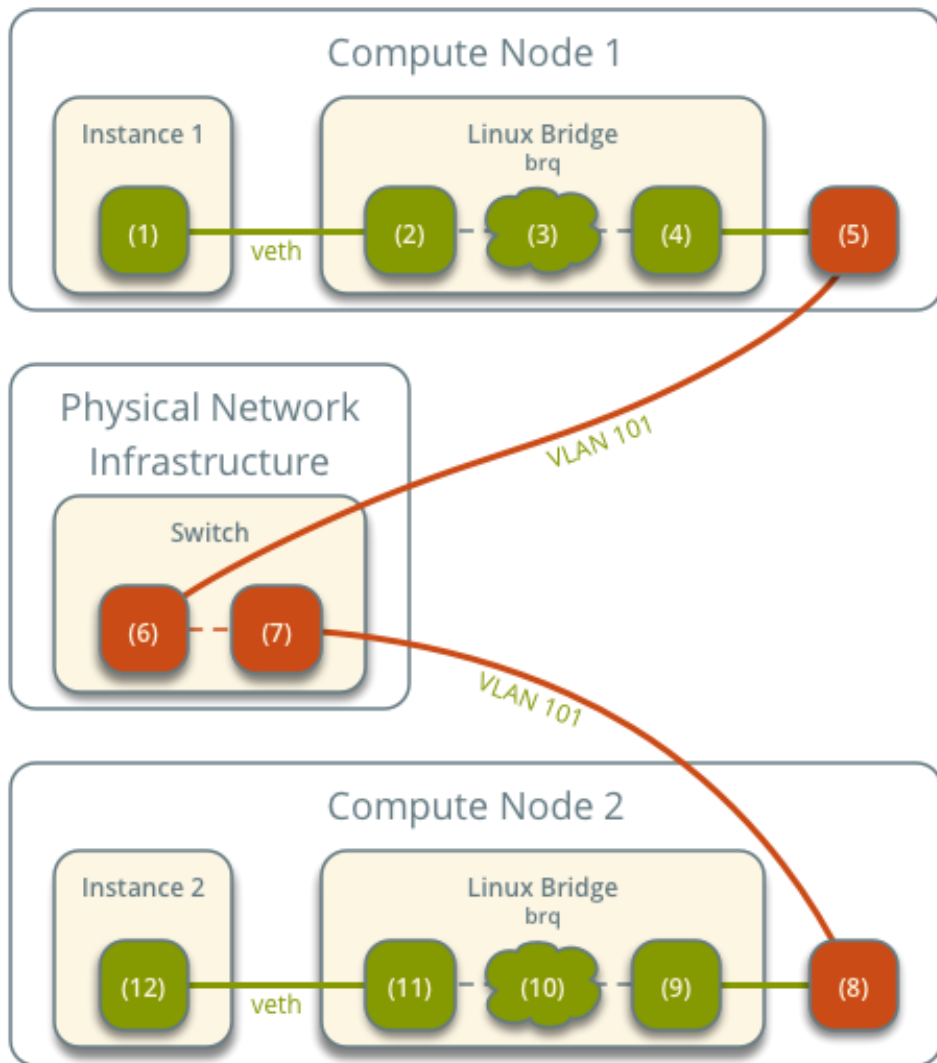 Compute Node 1
Instance 1
Linux Bridge
brq
(1)
veth
(2)
(3)
(4)
(5)
VLAN 101
Physical Network
Infrastructure
Switch
(6)
(7)
VLAN 101
Compute Node 2
Instance 2
Linux Bridge
brq
(12)
veth
(11)
(10)
(9)
(8)